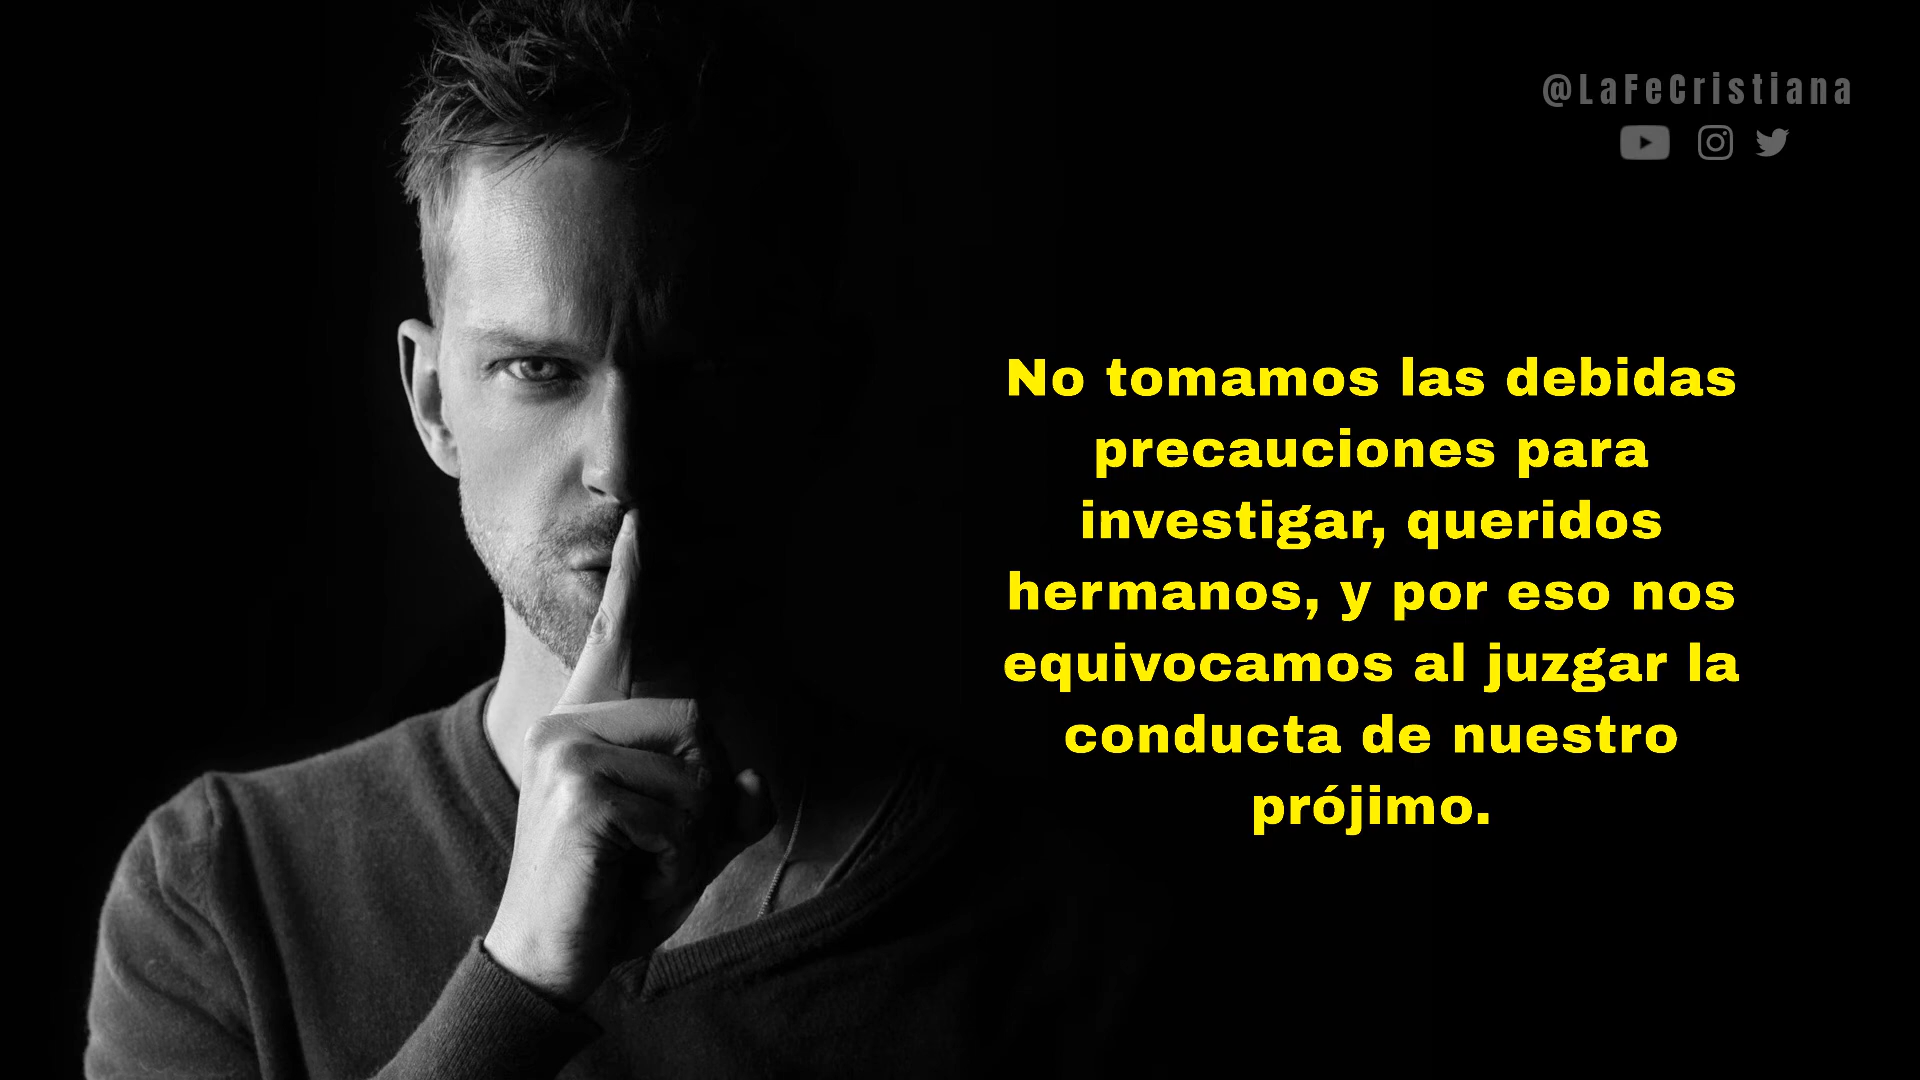 @LaFeCristiana
No tomamos las debidas
precauciones para
investigar, queridos
hermanos, y por eso nos
equivocamos al juzgar la
conducta de nuestro
prójimo.